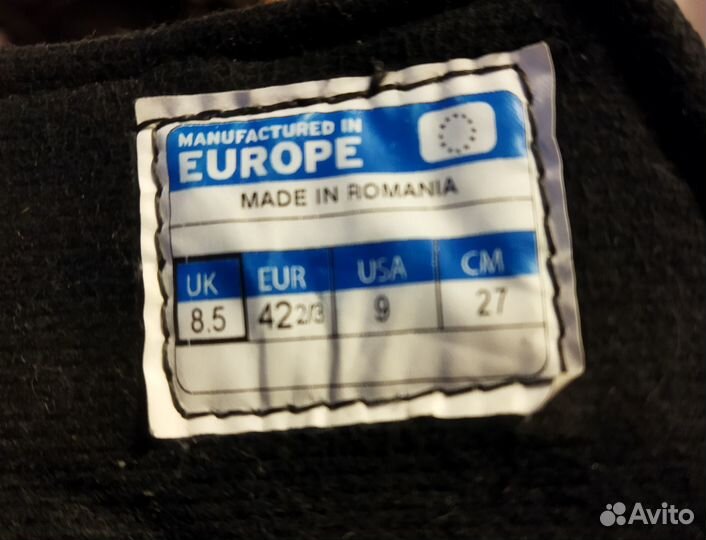 MANUFACTURED IN
EUROPE
MADE IN ROMANIA
UK EUR USA CM
8.5 42 2/3 9 27
Avito